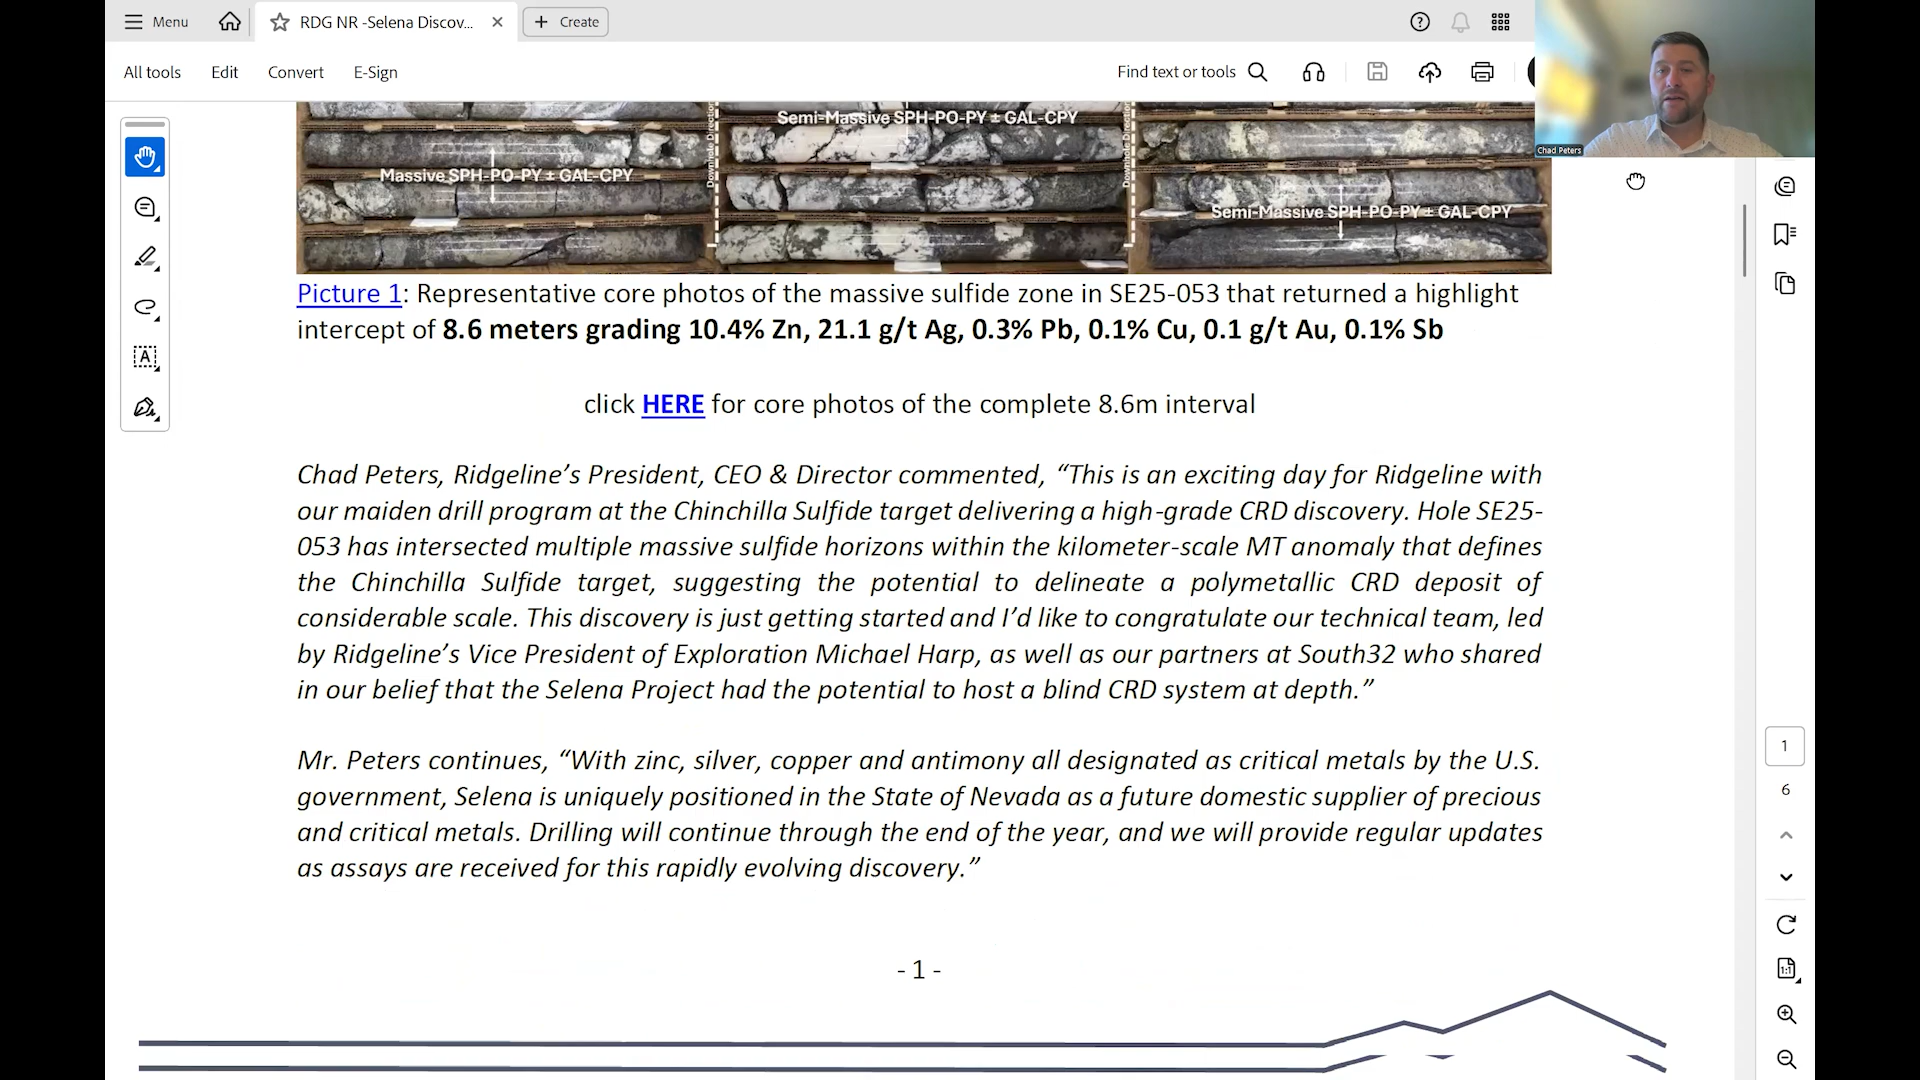 Menu
RDG NR -Selena Discov...
Create
All tools
Edit
Convert
E-Sign
Find text or tools
Chad Peters
Semi-Massive SPH-PO-PY ± GAL-CPY
Massive SPH-PO-PY ± GAL-CPY
Downhole Direction
Downhole Direction
Semi-Massive SPH-PO-PY ± GAL-CPY
Picture 1: Representative core photos of the massive sulfide zone in SE25-053 that returned a highlight
intercept of 8.6 meters grading 10.4% Zn, 21.1 g/t Ag, 0.3% Pb, 0.1% Cu, 0.1 g/t Au, 0.1% Sb
click HERE for core photos of the complete 8.6m interval
Chad Peters, Ridgeline’s President, CEO & Director commented, “This is an exciting day for Ridgeline with
our maiden drill program at the Chinchilla Sulfide target delivering a high-grade CRD discovery. Hole SE25-
053 has intersected multiple massive sulfide horizons within the kilometer-scale MT anomaly that defines
the Chinchilla Sulfide target, suggesting the potential to delineate a polymetallic CRD deposit of
considerable scale. This discovery is just getting started and I’d like to congratulate our technical team, led
by Ridgeline’s Vice President of Exploration Michael Harp, as well as our partners at South32 who shared
in our belief that the Selena Project had the potential to host a blind CRD system at depth.”
Mr. Peters continues, “With zinc, silver, copper and antimony all designated as critical metals by the U.S.
government, Selena is uniquely positioned in the State of Nevada as a future domestic supplier of precious
and critical metals. Drilling will continue through the end of the year, and we will provide regular updates
as assays are received for this rapidly evolving discovery.”
- 1 -
1
6
1:1